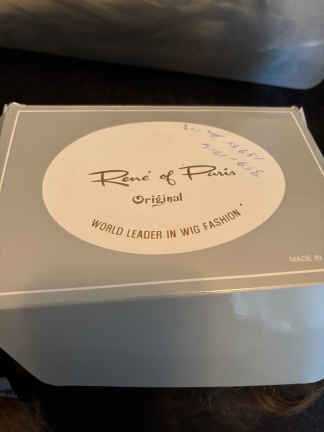 René of Paris
Original
WORLD LEADER IN WIG FASHION
MADE IN